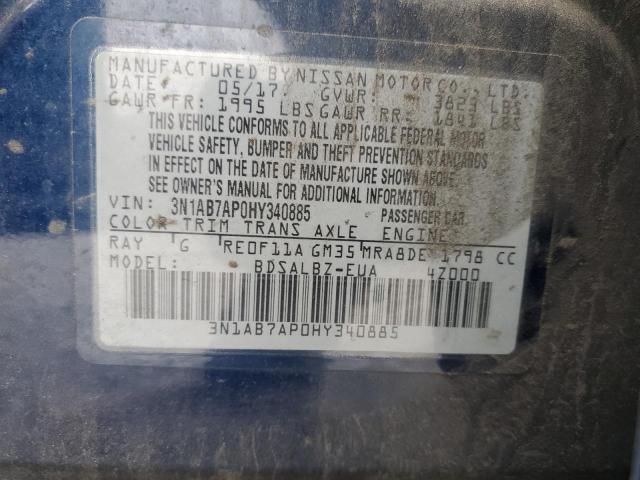 MANUFACTURED BY NISSAN MOTOR CO., LTD.
DATE: 05/17 GVWR: 3823 LBS
GAWR FR: 1995 LBS GAWR RR: 1841 LBS
THIS VEHICLE CONFORMS TO ALL APPLICABLE FEDERAL MOTOR
VEHICLE SAFETY, BUMPER AND THEFT PREVENTION STANDARDS
IN EFFECT ON THE DATE OF MANUFACTURE SHOWN ABOVE.
SEE OWNER'S MANUAL FOR ADDITIONAL INFORMATION.
VIN: 3N1AB7AP0HY340885 PASSENGER CAR
COLOR TRIM TRANS AXLE ENGINE
RAY G RE0F11A GM35 MRA8DE 1798 CC
MODEL: BDSALBZ-EUA 4Z000
3N1AB7AP0HY340885